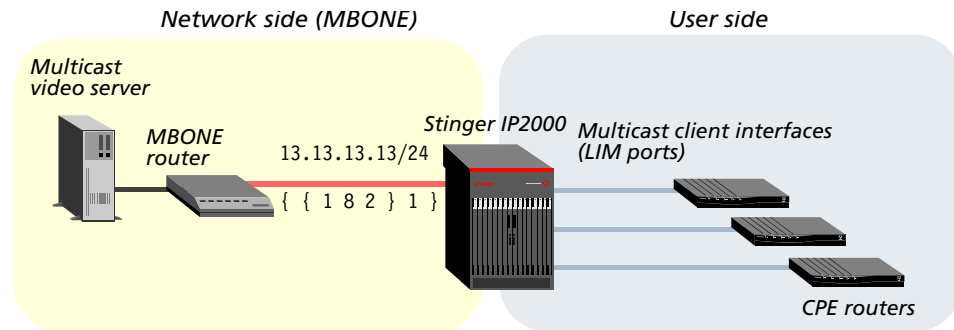 Network side (MBONE)
User side
Multicast
video server
MBONE
router
13.13.13.13/24
{ { 1 8 2 } 1 }
Stinger IP2000
Multicast client interfaces
(LIM ports)
CPE routers